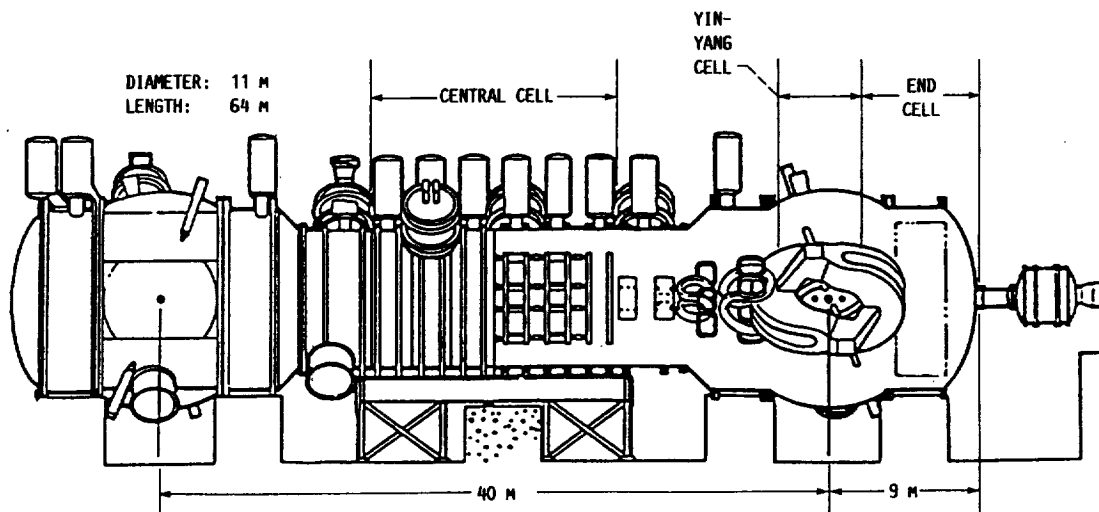 YIN-
YANG
CELL
DIAMETER: 11 M
LENGTH: 64 M
CENTRAL CELL
END
CELL
40 M
9 M